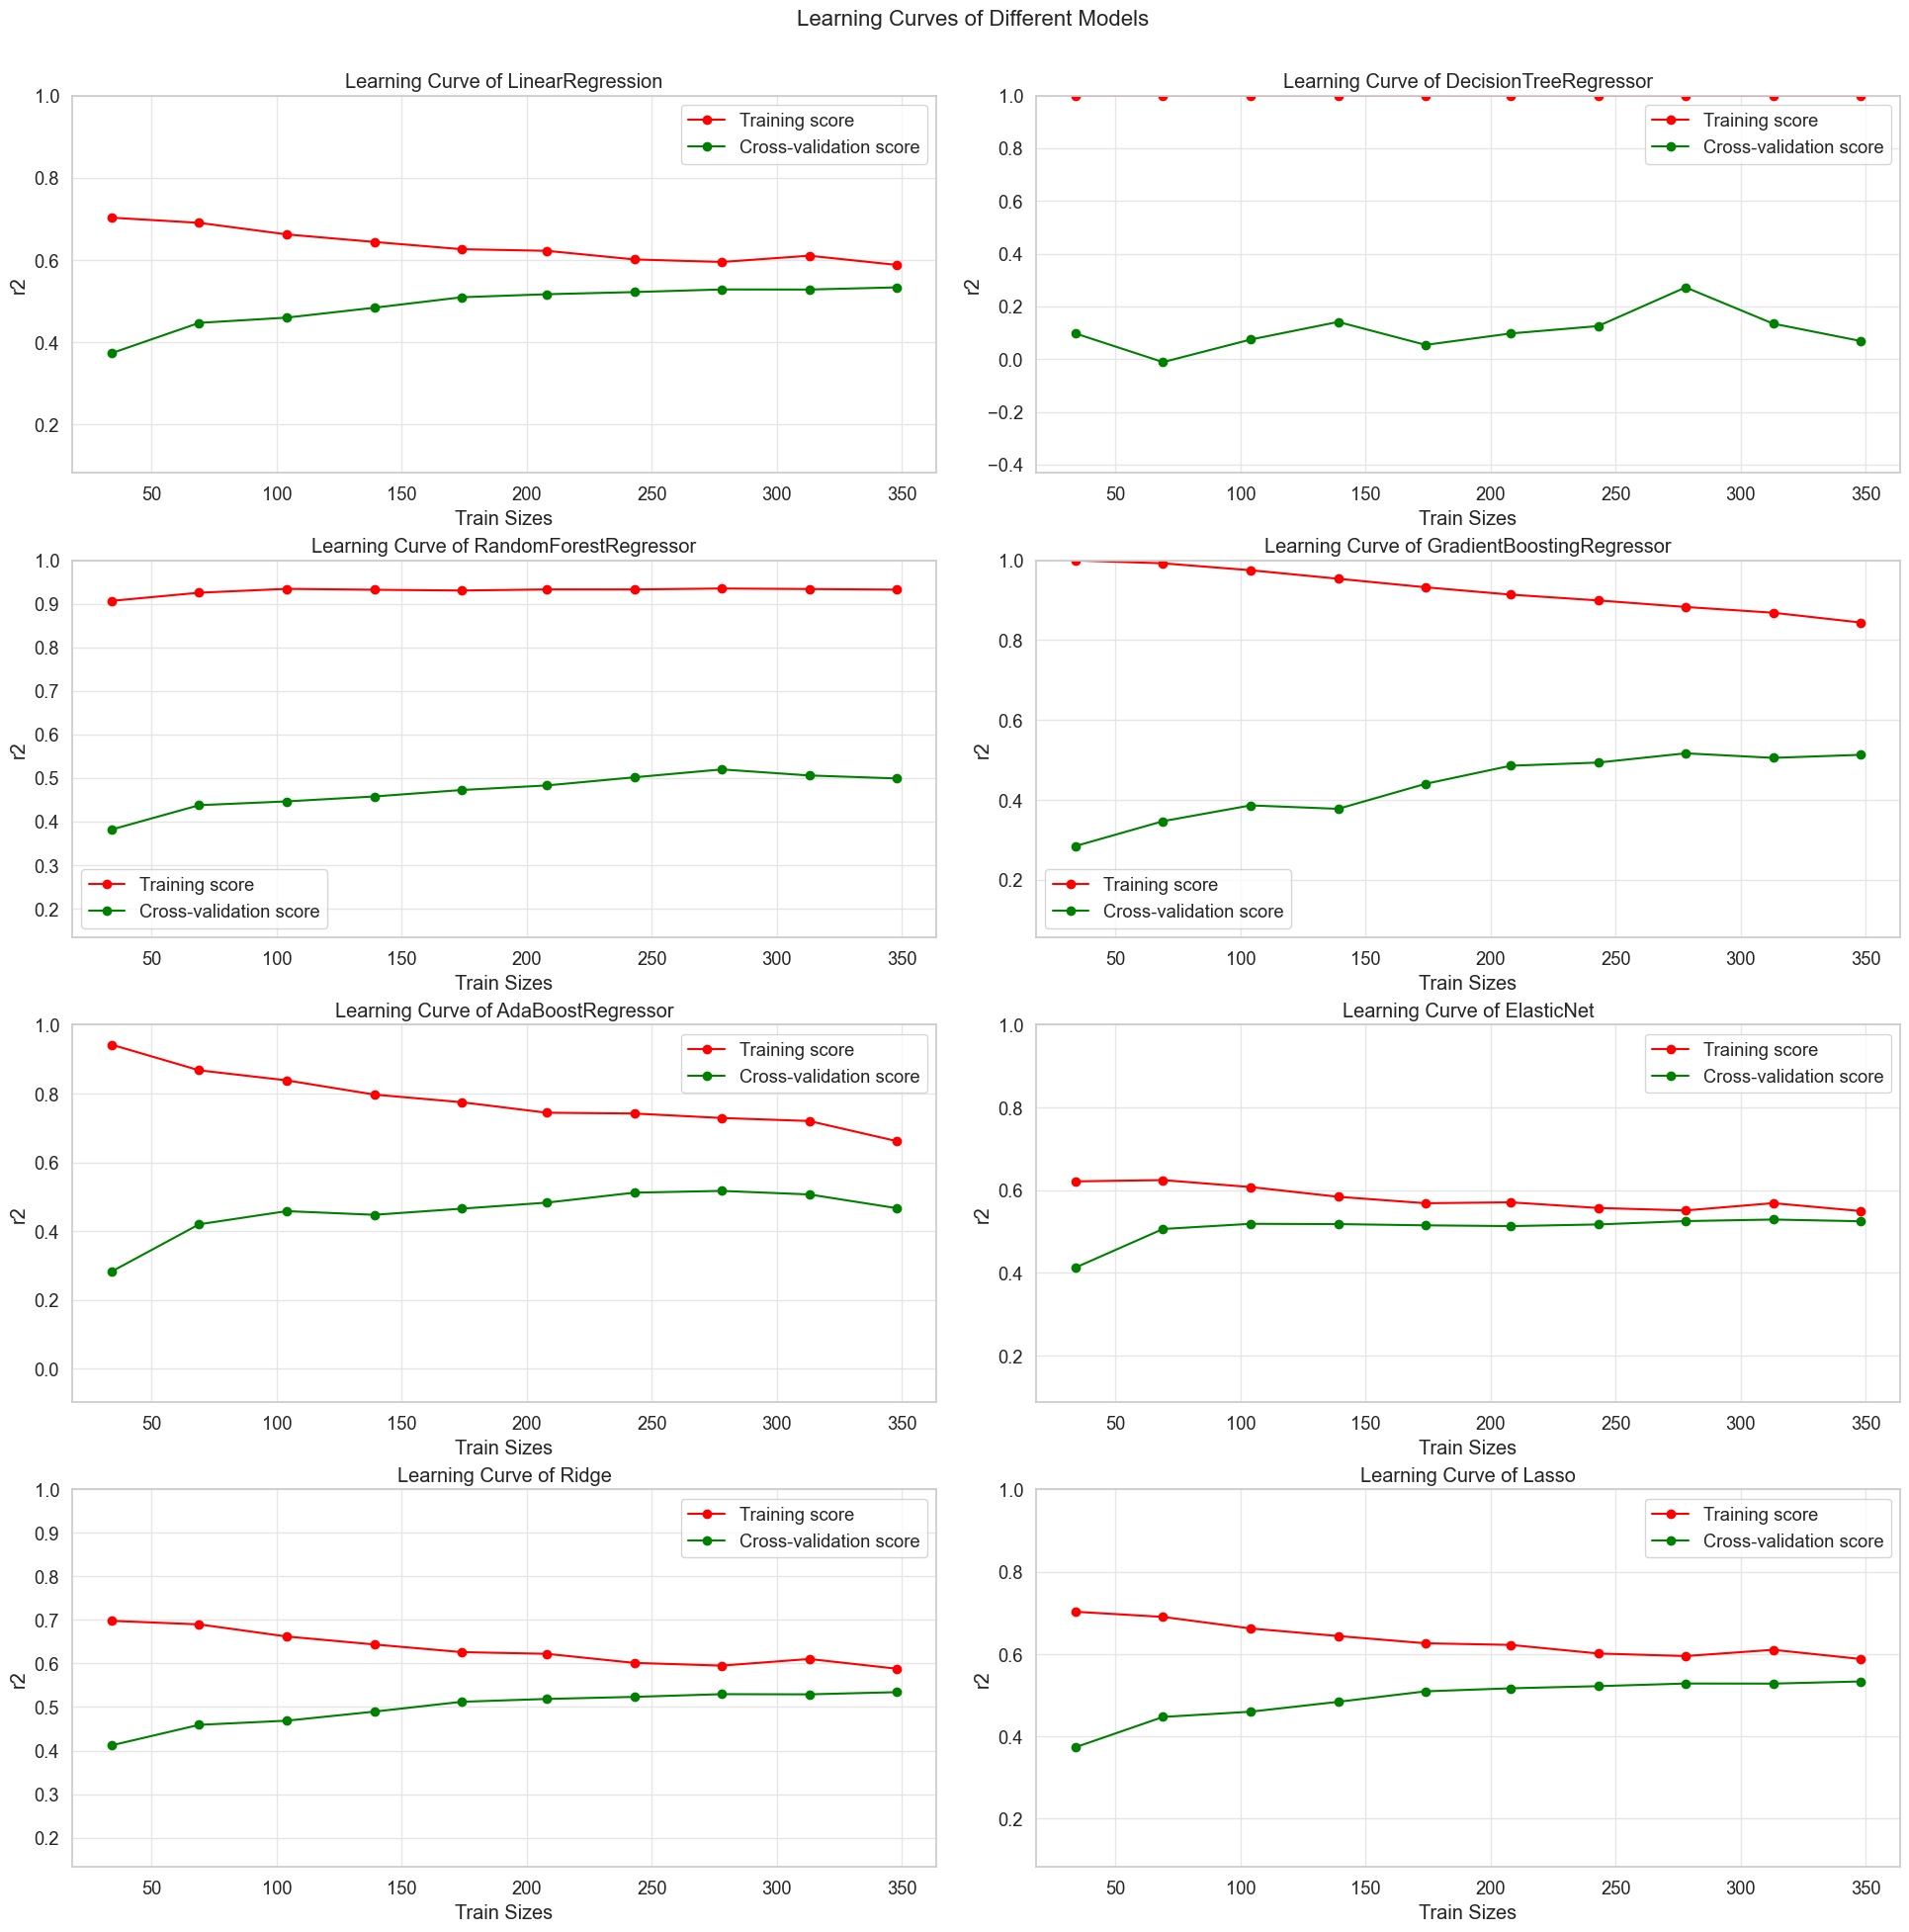 Learning Curves of Different Models
Learning Curve of LinearRegression
1.0
0.8
0.6
0.4
0.2
r2
Training score
Cross-validation score
50 100 150 200 250 300 350
Train Sizes
Learning Curve of DecisionTreeRegressor
1.0
0.8
0.6
0.4
0.2
0.0
−0.2
−0.4
r2
Training score
Cross-validation score
50 100 150 200 250 300 350
Train Sizes
Learning Curve of RandomForestRegressor
1.0
0.9
0.8
0.7
0.6
0.5
0.4
0.3
0.2
r2
Training score
Cross-validation score
50 100 150 200 250 300 350
Train Sizes
Learning Curve of GradientBoostingRegressor
1.0
0.8
0.6
0.4
0.2
r2
Training score
Cross-validation score
50 100 150 200 250 300 350
Train Sizes
Learning Curve of AdaBoostRegressor
1.0
0.8
0.6
0.4
0.2
0.0
r2
Training score
Cross-validation score
50 100 150 200 250 300 350
Train Sizes
Learning Curve of ElasticNet
1.0
0.8
0.6
0.4
0.2
r2
Training score
Cross-validation score
50 100 150 200 250 300 350
Train Sizes
Learning Curve of Ridge
1.0
0.9
0.8
0.7
0.6
0.5
0.4
0.3
0.2
r2
Training score
Cross-validation score
50 100 150 200 250 300 350
Train Sizes
Learning Curve of Lasso
1.0
0.8
0.6
0.4
0.2
r2
Training score
Cross-validation score
50 100 150 200 250 300 350
Train Sizes